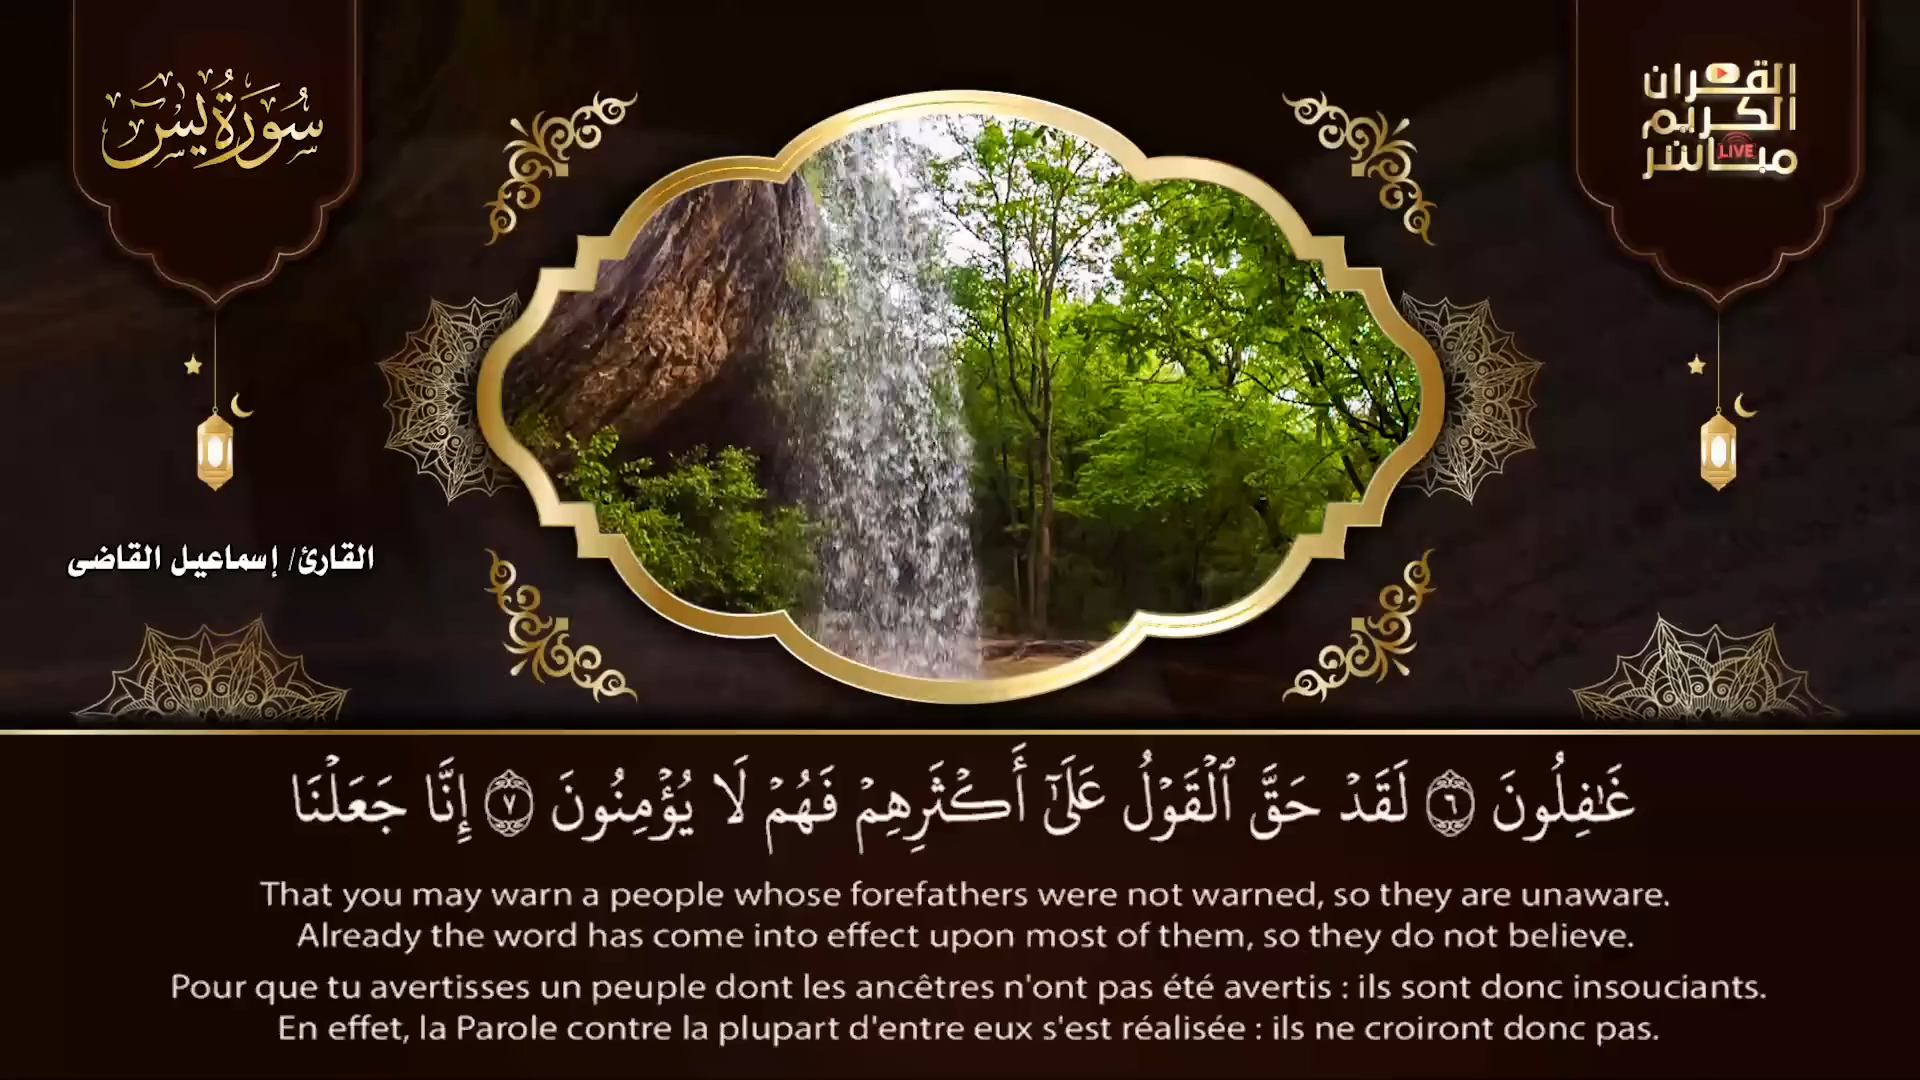 سُورَةُ يسٓ
القرآن
الكريم
مباشر
LIVE
القارئ/ إسماعيل القاضى
غَٰفِلُونَ ٦ لَقَدۡ حَقَّ ٱلۡقَوۡلُ عَلَىٰٓ أَكۡثَرِهِمۡ فَهُمۡ لَا يُؤۡمِنُونَ ٧ إِنَّا جَعَلۡنَا
That you may warn a people whose forefathers were not warned, so they are unaware.
Already the word has come into effect upon most of them, so they do not believe.
Pour que tu avertisses un peuple dont les ancêtres n'ont pas été avertis : ils sont donc insouciants.
En effet, la Parole contre la plupart d'entre eux s'est réalisée : ils ne croiront donc pas.